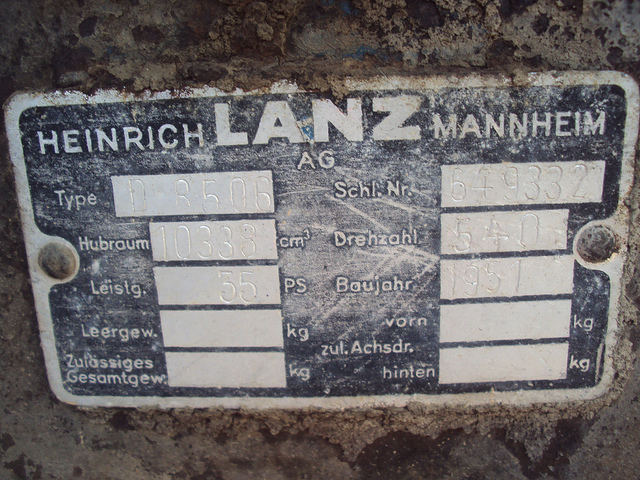 HEINRICH LANZ MANNHEIM
AG
Type D 8506 Schl. Nr. 549332
Hubraum 10338 cm³ Drehzahl 540
Leistg. 35 PS Baujahr 1951
Leergew. kg vorn kg
zul. Achsdr.
Zulässiges
Gesamtgew. kg hinten kg